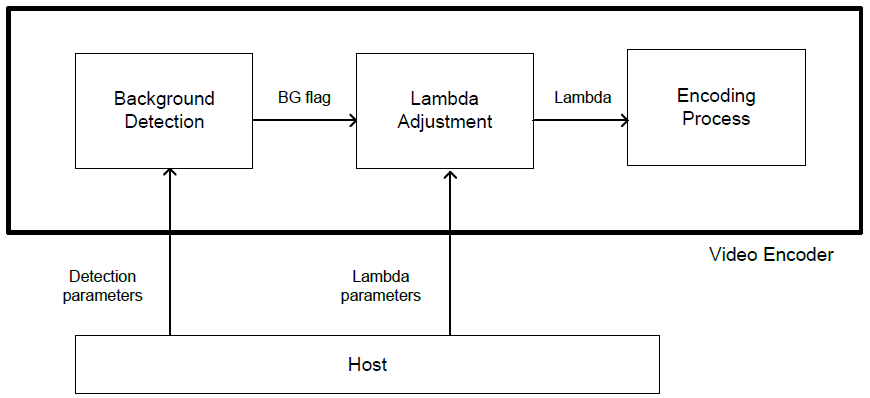 Background
Detection
BG flag
Lambda
Adjustment
Lambda
Encoding
Process
Video Encoder
Detection
parameters
Lambda
parameters
Host